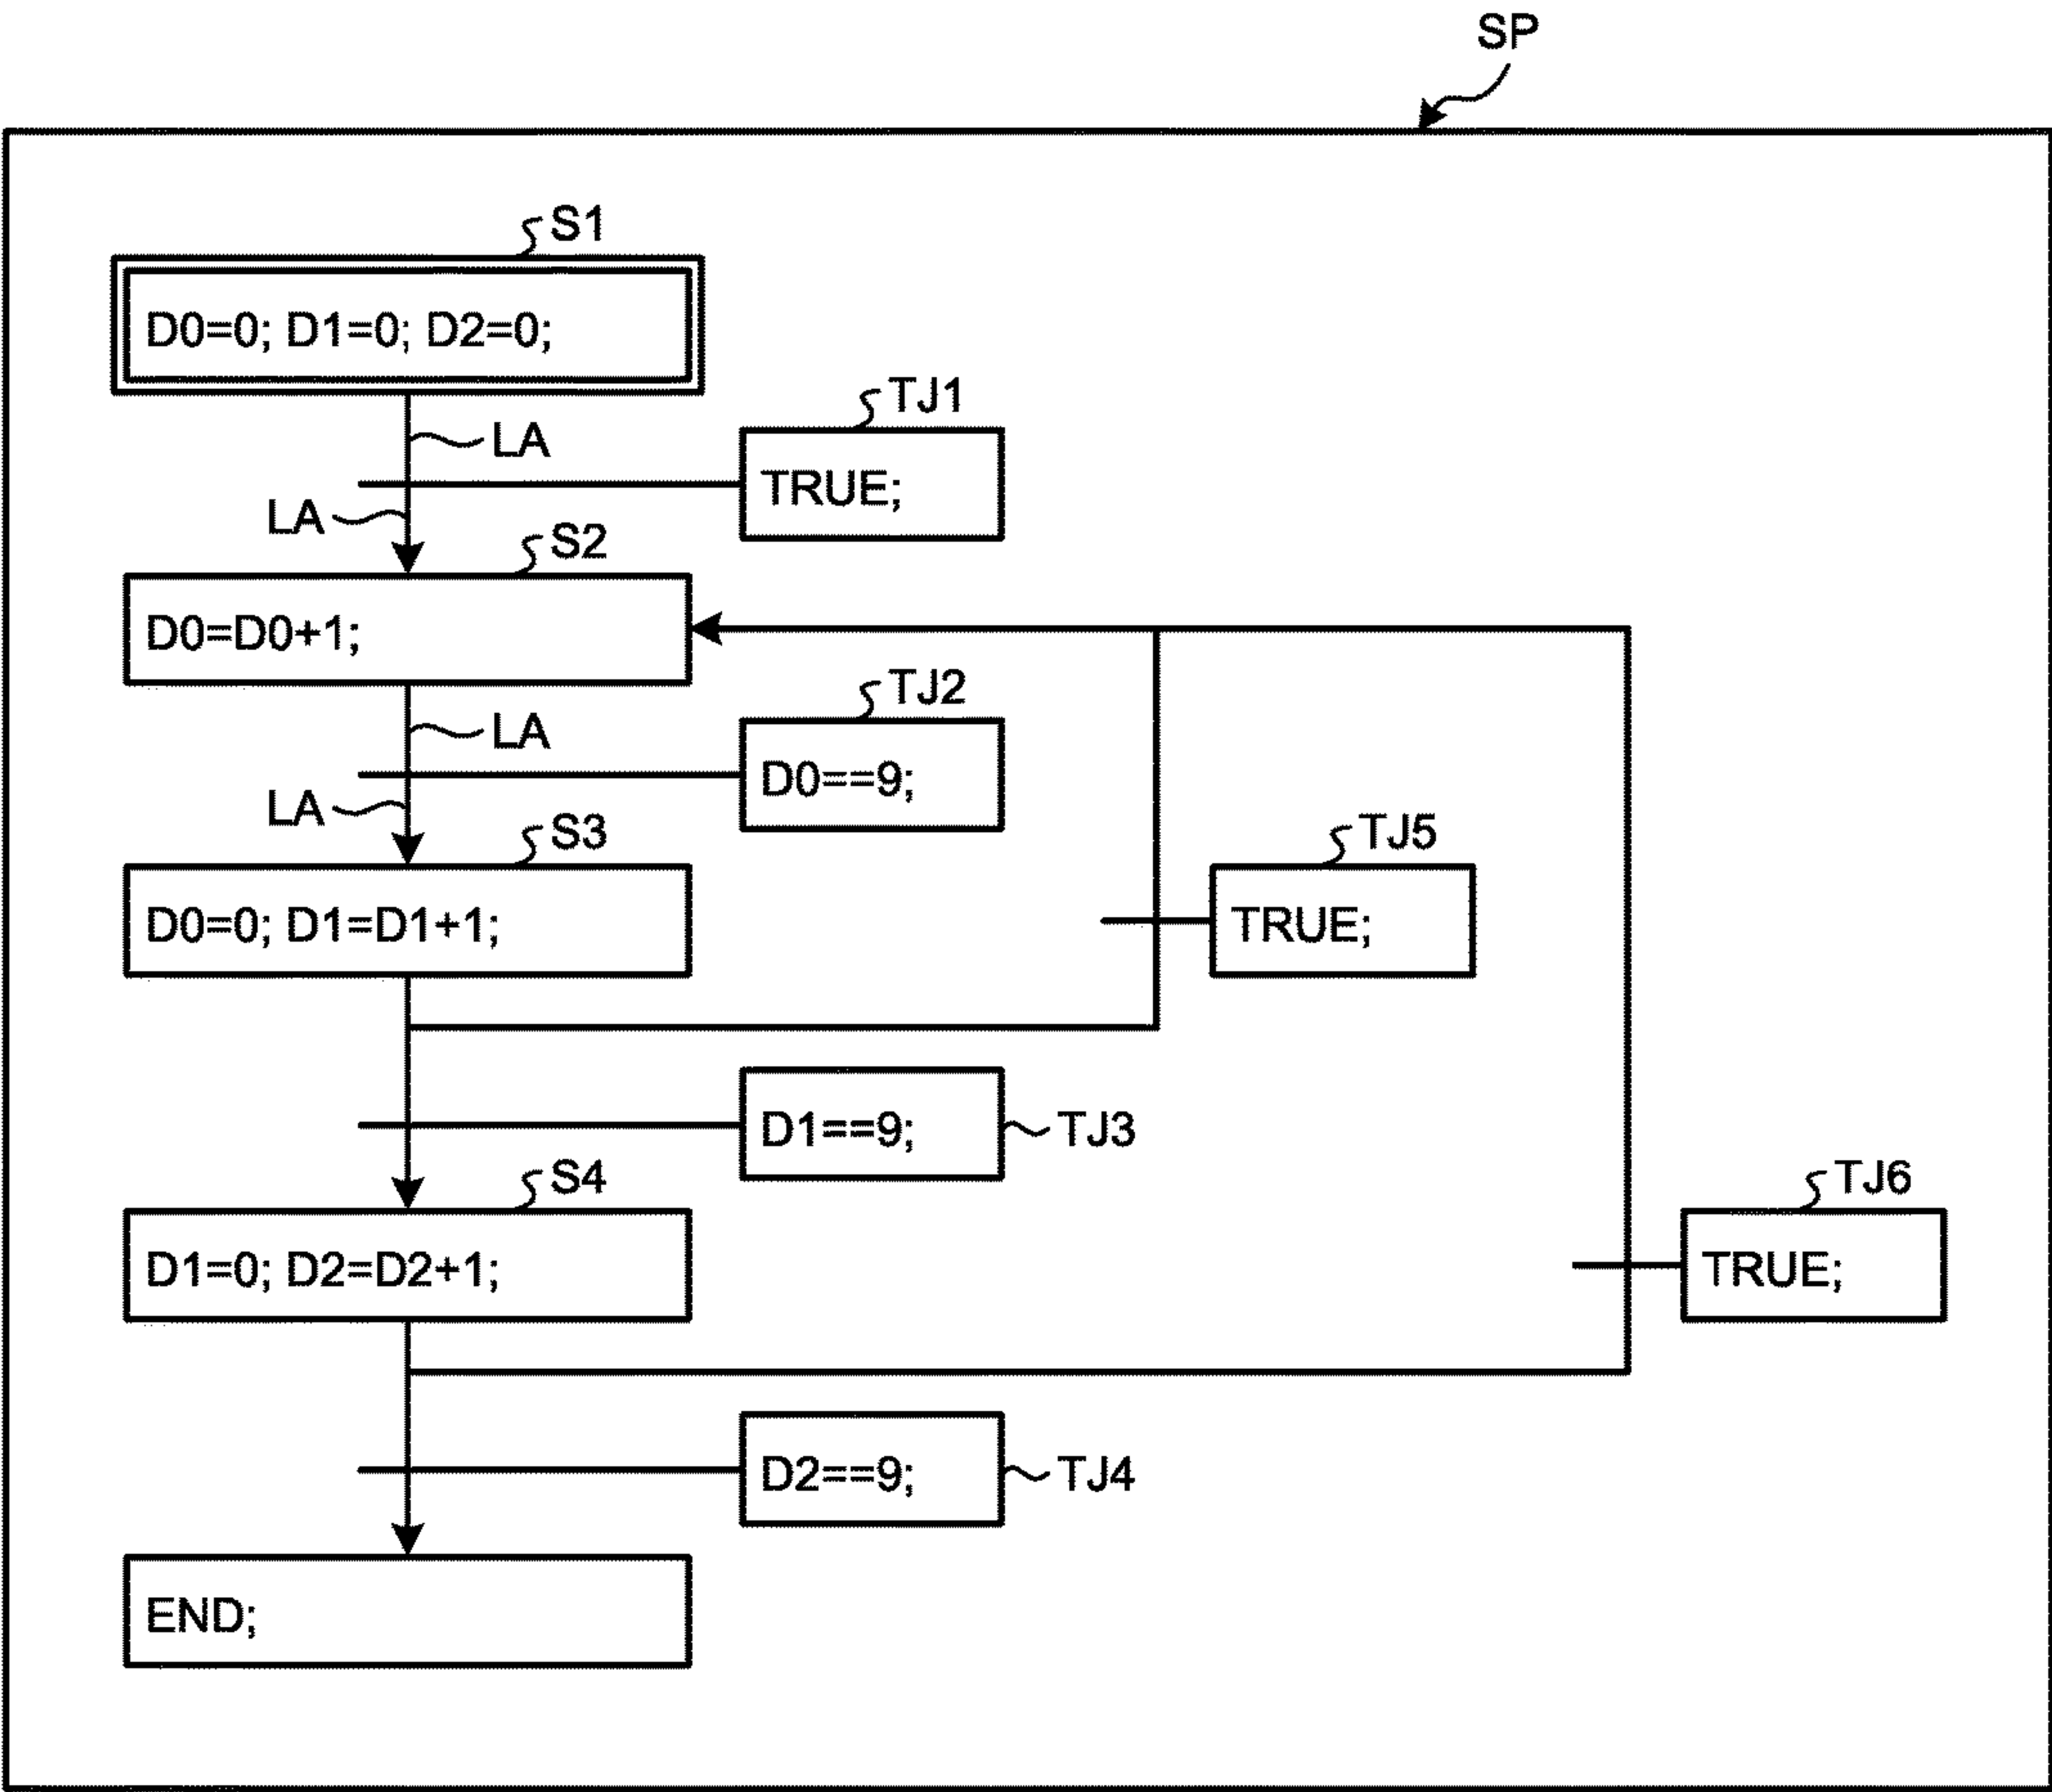 SP
S1
D0=0; D1=0; D2=0;
TJ1
LA
TRUE;
LA
S2
D0=D0+1;
TJ2
LA
D0==9;
LA
S3
TJ5
D0=0; D1=D1+1;
TRUE;
D1==9;
TJ3
S4
TJ6
D1=0; D2=D2+1;
TRUE;
D2==9;
TJ4
END;